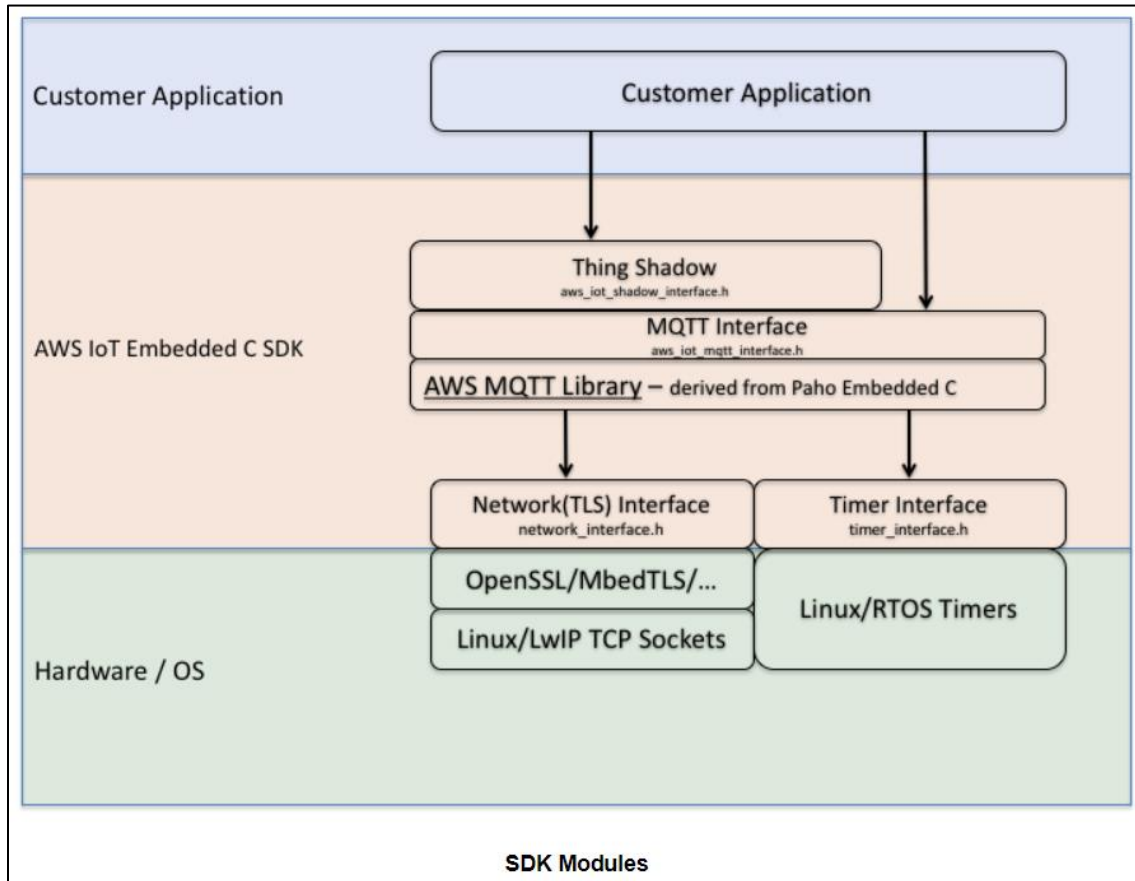 Customer Application
Customer Application
Thing Shadow
aws_iot_shadow_interface.h
AWS IoT Embedded C SDK
MQTT Interface
aws_iot_mqtt_interface.h
AWS MQTT Library – derived from Paho Embedded C
Network(TLS) Interface
network_interface.h
Timer Interface
timer_interface.h
Hardware / OS
OpenSSL/MbedTLS/...
Linux/LwIP TCP Sockets
Linux/RTOS Timers
SDK Modules